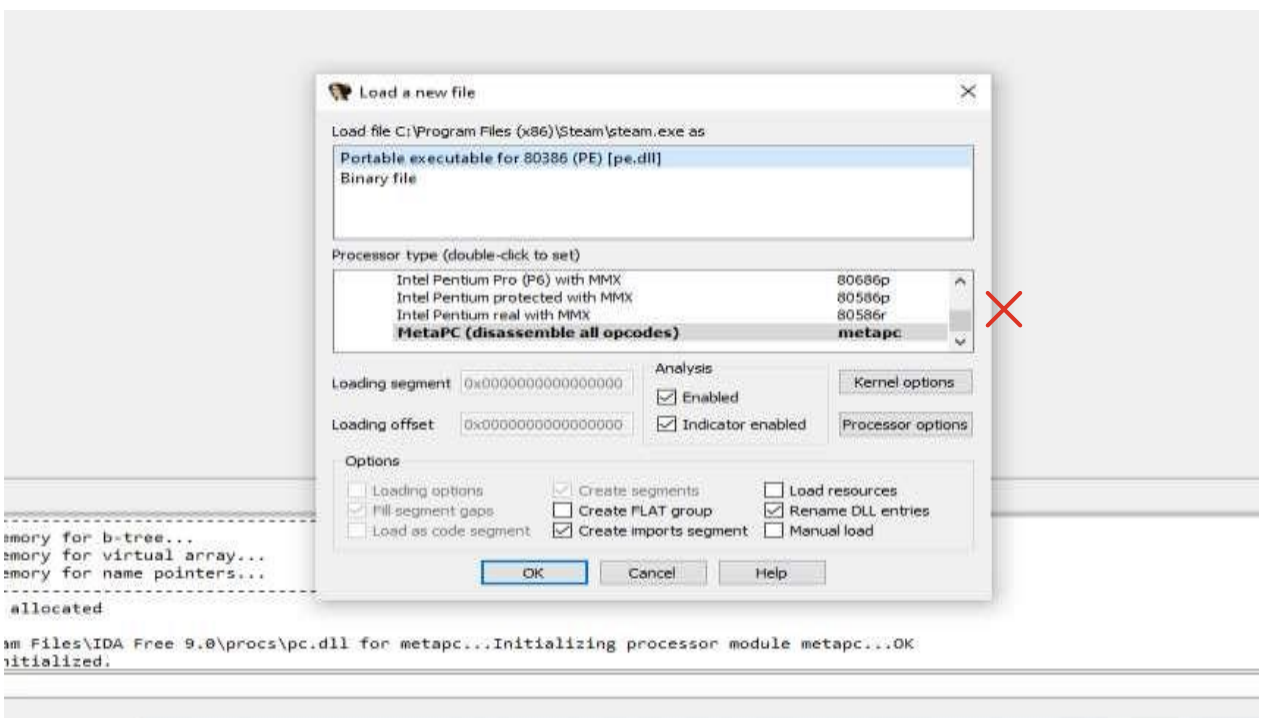 Load a new file
Load file C:\Program Files (x86)\Steam\steam.exe as
Portable executable for 80386 (PE) [pe.dll]
Binary file
Processor type (double-click to set)
Intel Pentium Pro (P6) with MMX 80686p
Intel Pentium protected with MMX 80586p
Intel Pentium real with MMX 80586r
MetaPC (disassemble all opcodes) metapc
Loading segment 0x0000000000000000
Loading offset 0x0000000000000000
Analysis
Enabled
Indicator enabled
Kernel options
Processor options
Options
Loading options
Fill segment gaps
Load as code segment
Create segments
Create FLAT group
Create imports segment
Load resources
Rename DLL entries
Manual load
OK Cancel Help
emory for b-tree...
emory for virtual array...
emory for name pointers...
allocated
am Files\IDA Free 9.0\procs\pc.dll for metapc...Initializing processor module metapc...OK
nitialized.